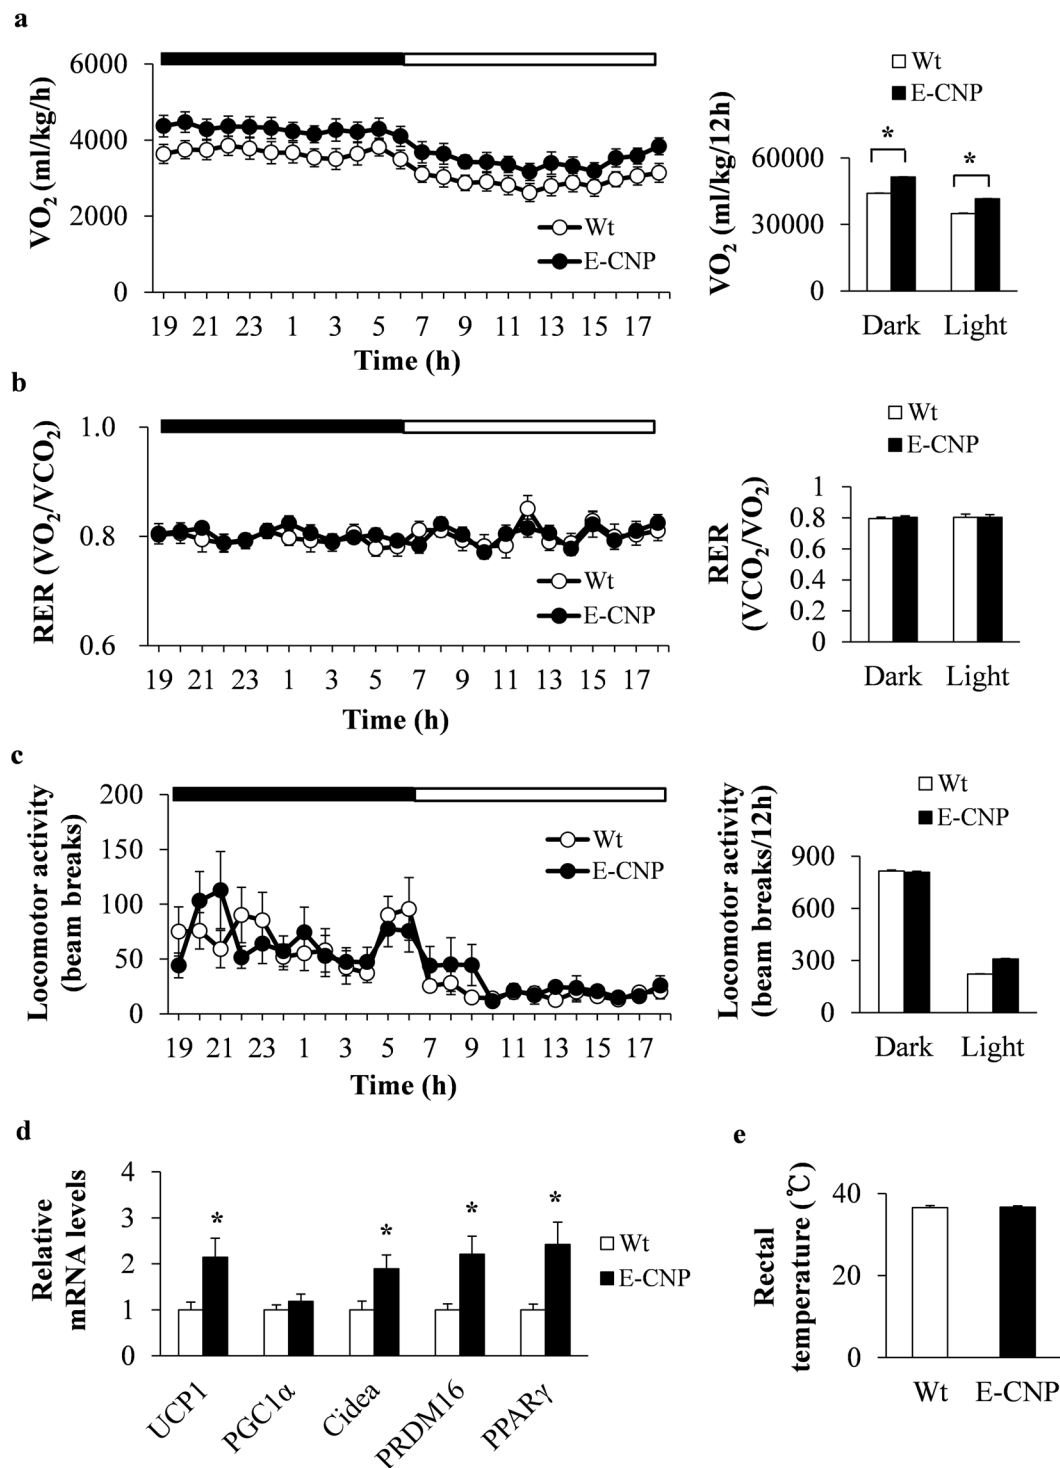 a
6000
4000
2000
0
VO2 (ml/kg/h)
Wt
E-CNP
19 21 23 1 3 5 7 9 11 13 15 17
Time (h)
Wt
E-CNP
* *
60000
30000
0
VO2 (ml/kg/12h)
Dark Light
b
1.0
0.8
0.6
RER (VO2/VCO2)
Wt
E-CNP
19 21 23 1 3 5 7 9 11 13 15 17
Time (h)
Wt
E-CNP
1
0.8
0.6
0.4
0.2
0
RER
(VCO2/VO2)
Dark Light
c
200
150
100
50
0
Locomotor activity
(beam breaks)
Wt
E-CNP
19 21 23 1 3 5 7 9 11 13 15 17
Time (h)
Wt
E-CNP
900
600
300
0
Locomotor activity
(beam breaks/12h)
Dark Light
d
4
3
2
1
0
Relative
mRNA levels
* * * *
Wt
E-CNP
UCP1 PGC1α Cidea PRDM16 PPARγ
e
40
20
0
Rectal
temperature (℃)
Wt E-CNP